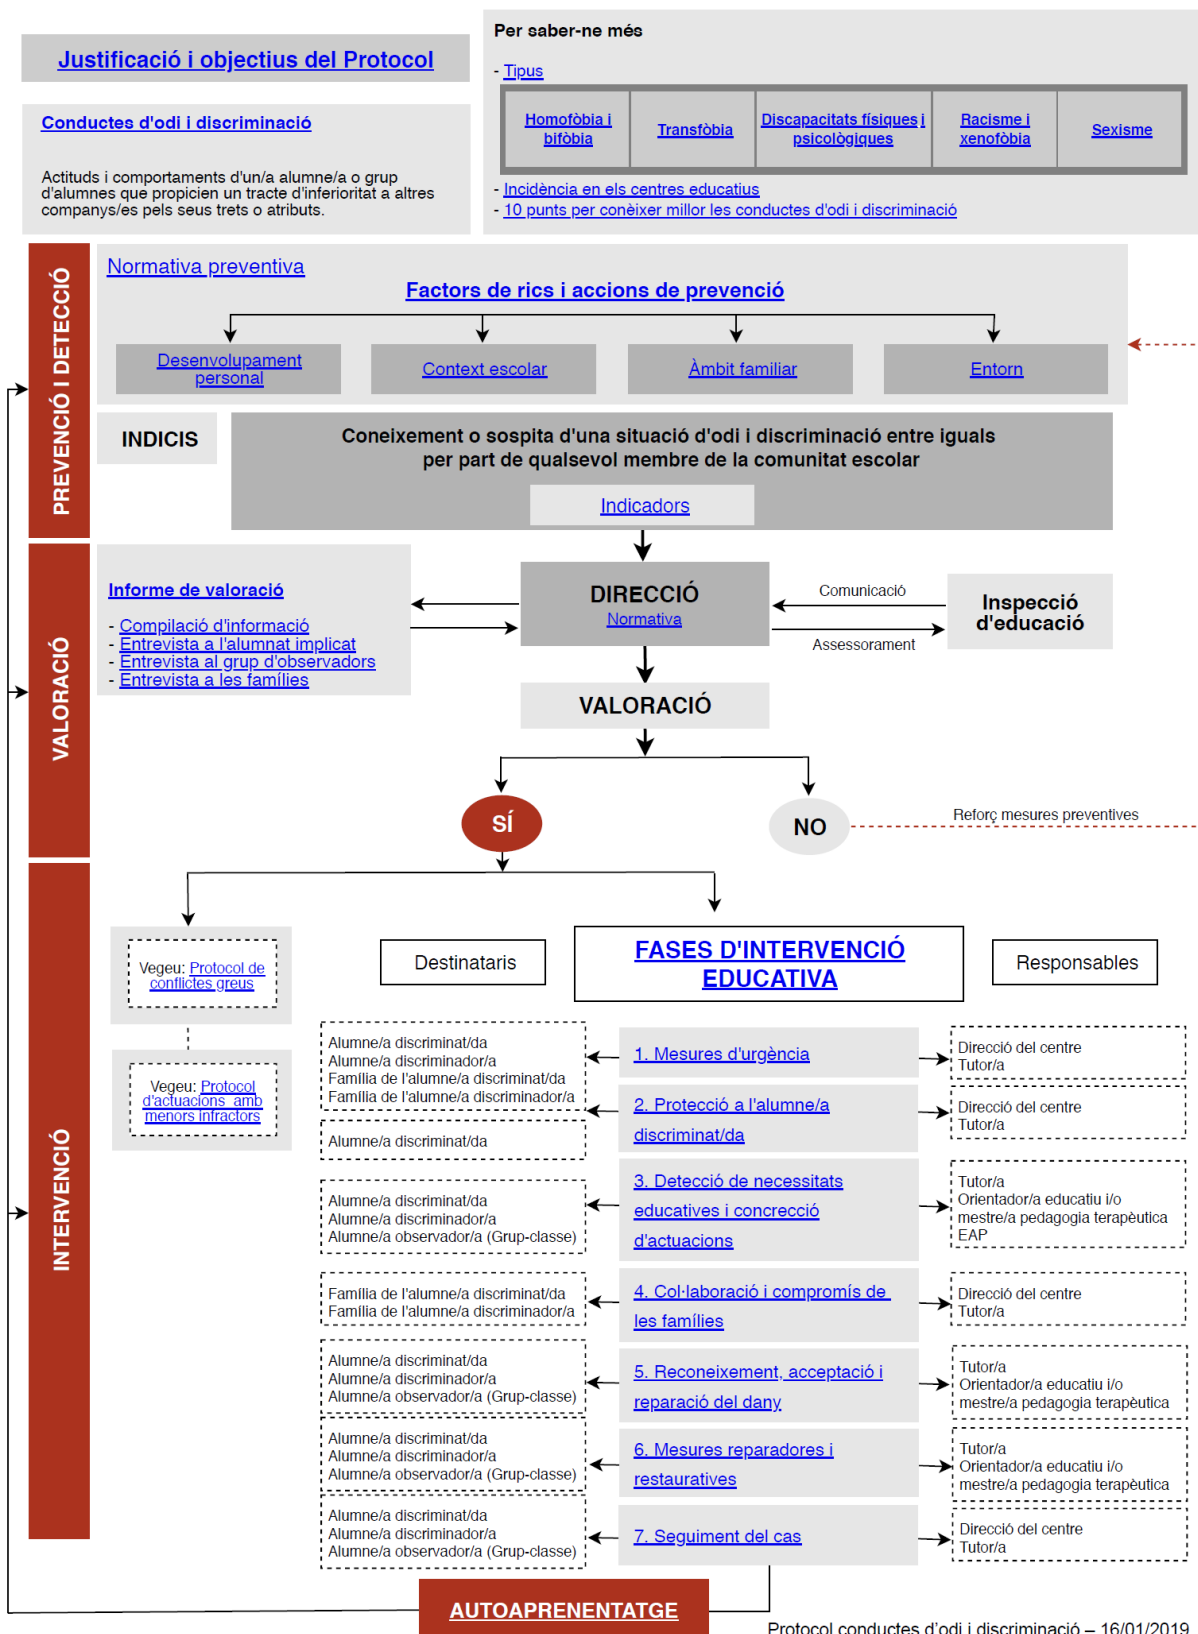 Justificació i objectius del Protocol
Conductes d'odi i discriminació
Actituds i comportaments d'un/a alumne/a o grup
d'alumnes que propicien un tracte d'inferioritat a altres
companys/es pels seus trets o atributs.
Per saber-ne més
- Tipus
Homofòbia i
bifòbia
Transfòbia
Discapacitats físiques i
psicològiques
Racisme i
xenofòbia
Sexisme
- Incidència en els centres educatius
- 10 punts per conèixer millor les conductes d'odi i discriminació
PREVENCIÓ I DETECCIÓ
Normativa preventiva
Factors de rics i accions de prevenció
Desenvolupament
personal
Context escolar
Àmbit familiar
Entorn
INDICIS
Coneixement o sospita d'una situació d'odi i discriminació entre iguals
per part de qualsevol membre de la comunitat escolar
Indicadors
VALORACIÓ
Informe de valoració
- Compilació d'informació
- Entrevista a l'alumnat implicat
- Entrevista al grup d'observadors
- Entrevista a les famílies
DIRECCIÓ
Normativa
Comunicació
Assessorament
Inspecció
d'educació
VALORACIÓ
SÍ
NO
Reforç mesures preventives
INTERVENCIÓ
Vegeu: Protocol de
conflictes greus
Vegeu: Protocol
d'actuacions amb
menors infractors
Destinataris
FASES D'INTERVENCIÓ
EDUCATIVA
Responsables
Alumne/a discriminat/da
Alumne/a discriminador/a
Família de l'alumne/a discriminat/da
Família de l'alumne/a discriminador/a
1. Mesures d'urgència
Direcció del centre
Tutor/a
Alumne/a discriminat/da
2. Protecció a l'alumne/a
discriminat/da
Direcció del centre
Tutor/a
Alumne/a discriminat/da
Alumne/a discriminador/a
Alumne/a observador/a (Grup-classe)
3. Detecció de necessitats
educatives i concrecció
d'actuacions
Tutor/a
Orientador/a educatiu i/o
mestre/a pedagogia terapèutica
EAP
Família de l'alumne/a discriminat/da
Família de l'alumne/a discriminador/a
4. Col·laboració i compromís de
les famílies
Direcció del centre
Tutor/a
Alumne/a discriminat/da
Alumne/a discriminador/a
Alumne/a observador/a (Grup-classe)
5. Reconeixement, acceptació i
reparació del dany
Tutor/a
Orientador/a educatiu i/o
mestre/a pedagogia terapèutica
Alumne/a discriminat/da
Alumne/a discriminador/a
Alumne/a observador/a (Grup-classe)
6. Mesures reparadores i
restauratives
Tutor/a
Orientador/a educatiu i/o
mestre/a pedagogia terapèutica
Alumne/a discriminat/da
Alumne/a discriminador/a
Alumne/a observador/a (Grup-classe)
7. Seguiment del cas
Direcció del centre
Tutor/a
AUTOAPRENENTATGE
Protocol conductes d'odi i discriminació – 16/01/2019